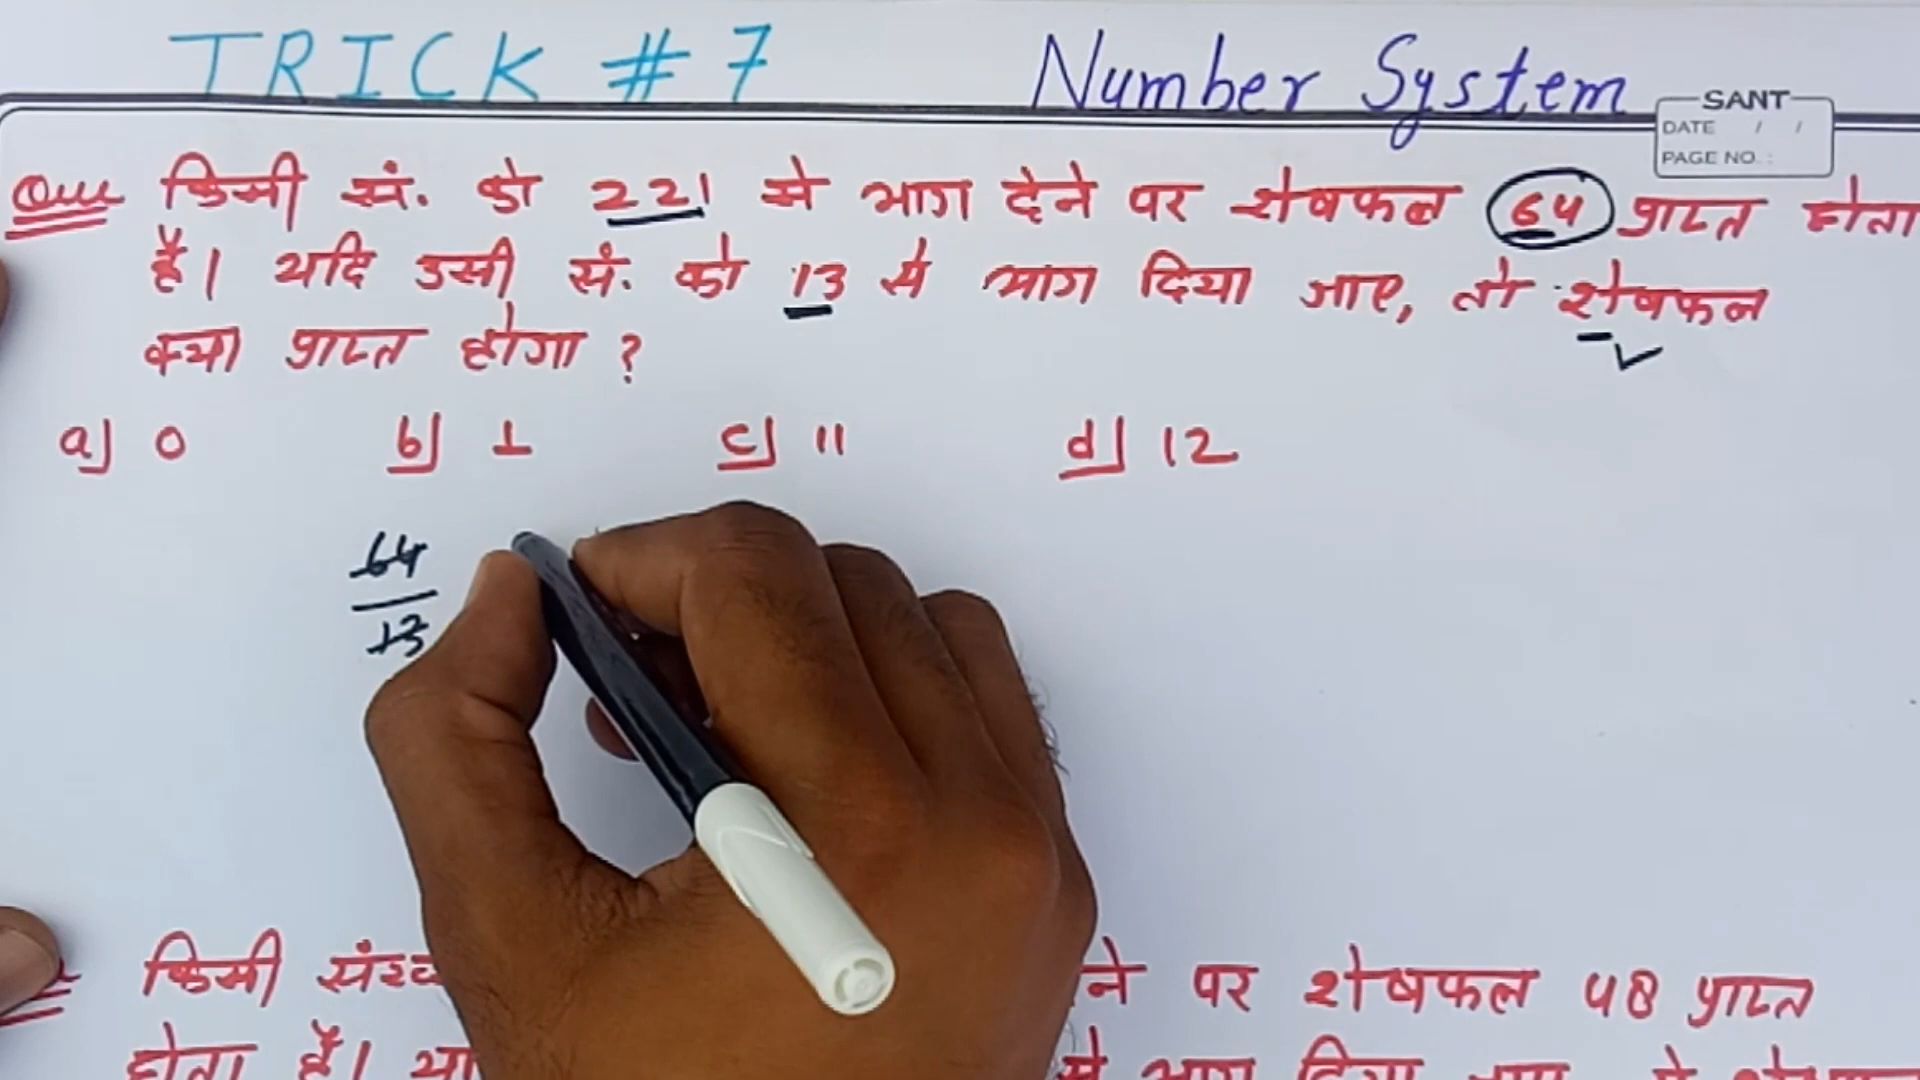 TRICK # 7 Number System
SANT
DATE / /
PAGE NO. :
Que किसी सं. को 221 से भाग देने पर शेषफल 64 प्राप्त होता
है। यदि उसी सं. को 13 से भाग दिया जाए, तो शेषफल
क्या प्राप्त होगा ?
a) 0 b) 1 c) 11 d) 12
64
13
किसी ने पर शेषफल 48 प्राप्त
होता है। से भाग दिया जाए